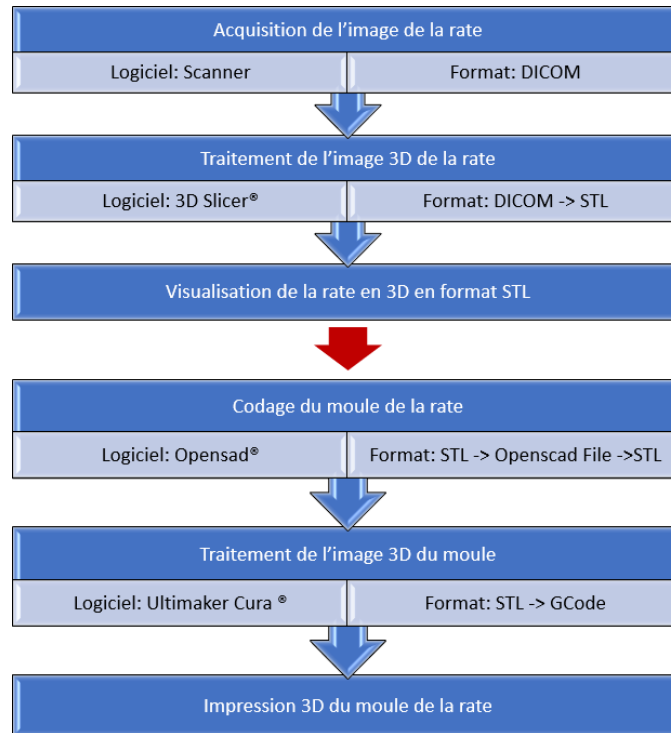 Acquisition de l'image de la rate
Logiciel: Scanner
Format: DICOM
Traitement de l'image 3D de la rate
Logiciel: 3D Slicer®
Format: DICOM -> STL
Visualisation de la rate en 3D en format STL
Codage du moule de la rate
Logiciel: Opensad®
Format: STL -> Openscad File ->STL
Traitement de l'image 3D du moule
Logiciel: Ultimaker Cura ®
Format: STL -> GCode
Impression 3D du moule de la rate